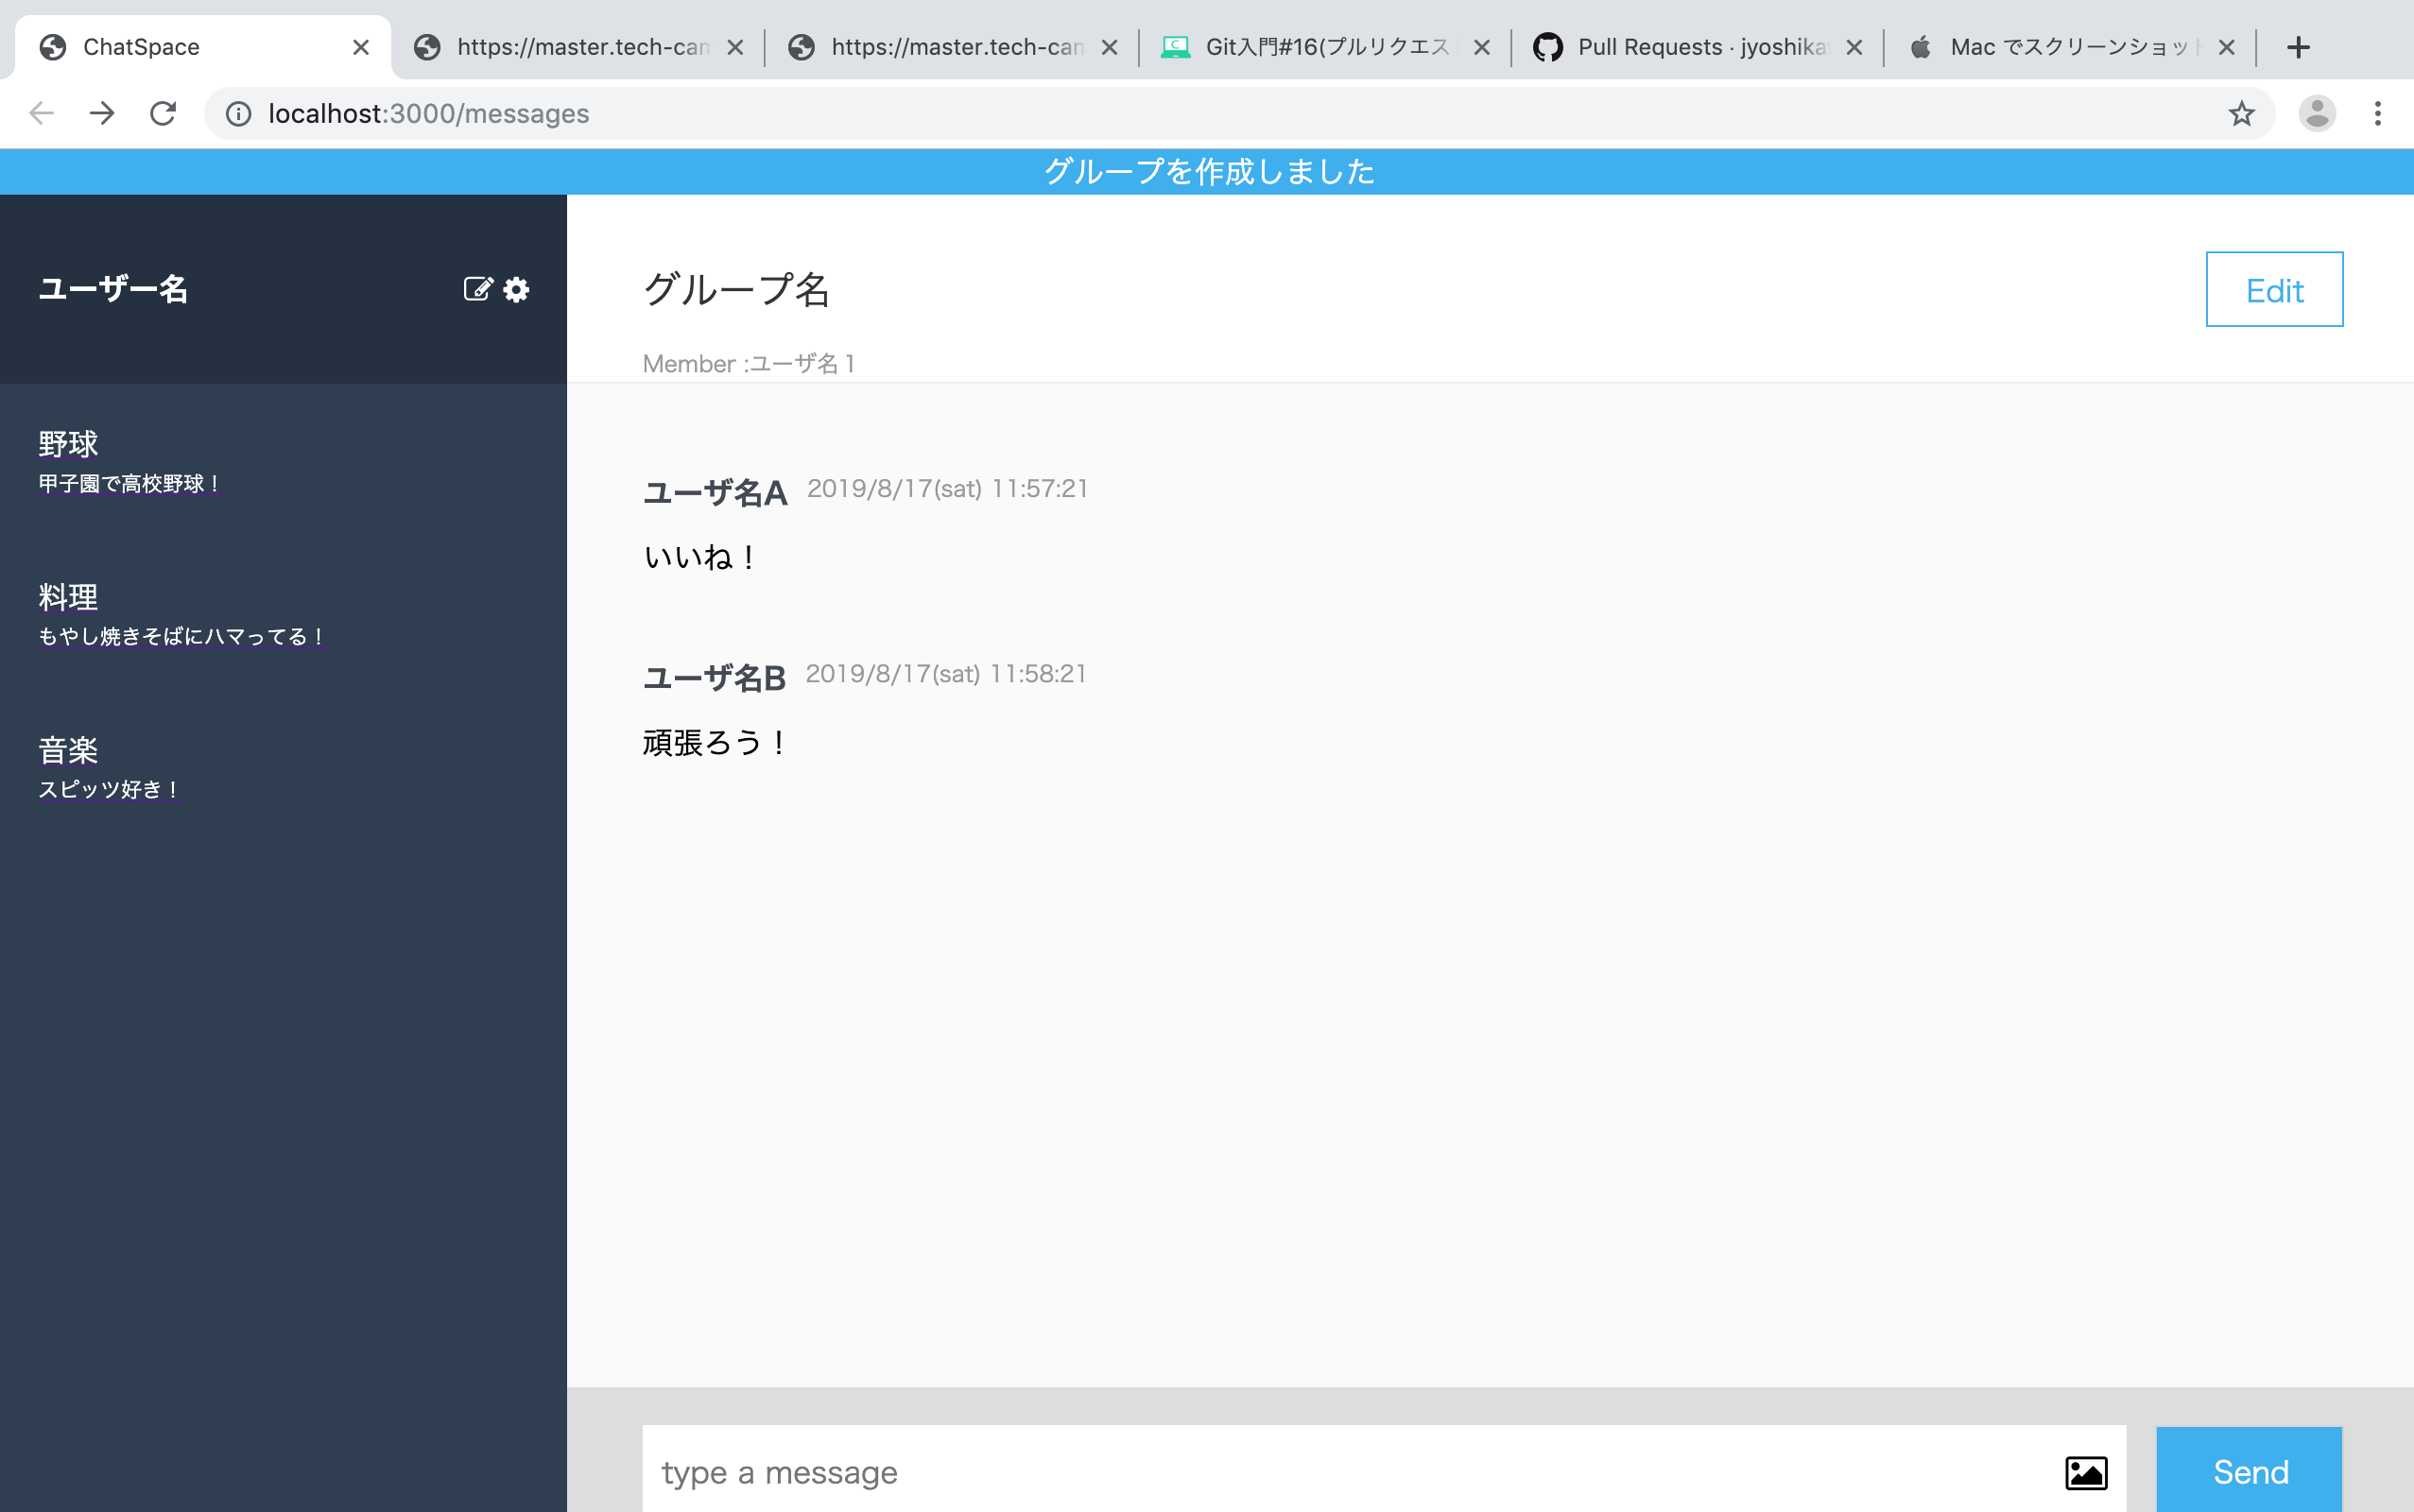 ChatSpace
https://master.tech-cam
https://master.tech-cam
Git入門#16(プルリクエス
Pull Requests · jyoshika
Mac でスクリーンショット
localhost:3000/messages
グループを作成しました
ユーザー名
グループ名
Edit
Member :ユーザ名１
野球
甲子園で高校野球！
料理
もやし焼きそばにハマってる！
音楽
スピッツ好き！
ユーザ名A 2019/8/17(sat) 11:57:21
いいね！
ユーザ名B 2019/8/17(sat) 11:58:21
頑張ろう！
type a message
Send